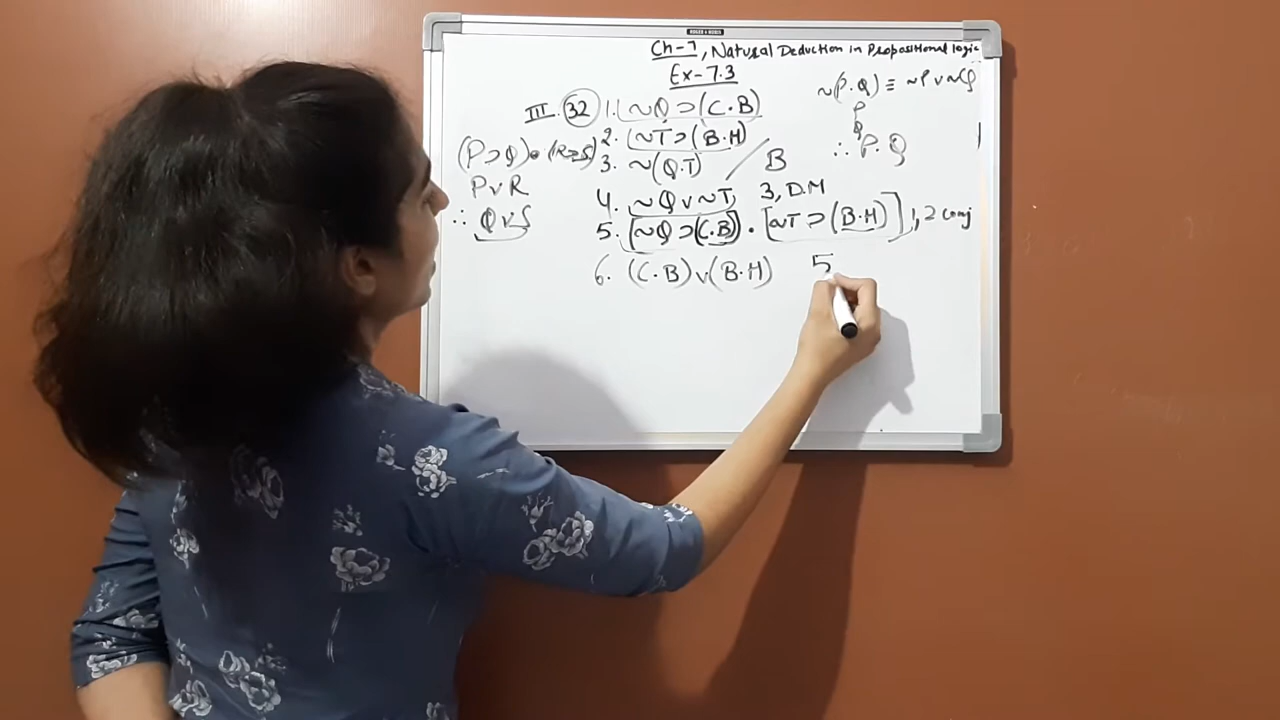 Ch-7, Natural Deduction in Propositional logic
Ex-7.3
III. 32 1. ~Q ⊃ (C·B)
2. (~T ⊃ (B·H)
3. ~(Q·T) / B
4. ~Q v ~T, 3, D.M
5. [~Q ⊃ (C·B)] · [~T ⊃ (B·H)] 1, 2 conj
6. (C·B) v (B·H) 5
(P ⊃ Q) · (R ⊃ S)
P v R
∴ Q v S
~(P·Q) ≡ ~P v ~Q
P
Q
∴ P·Q